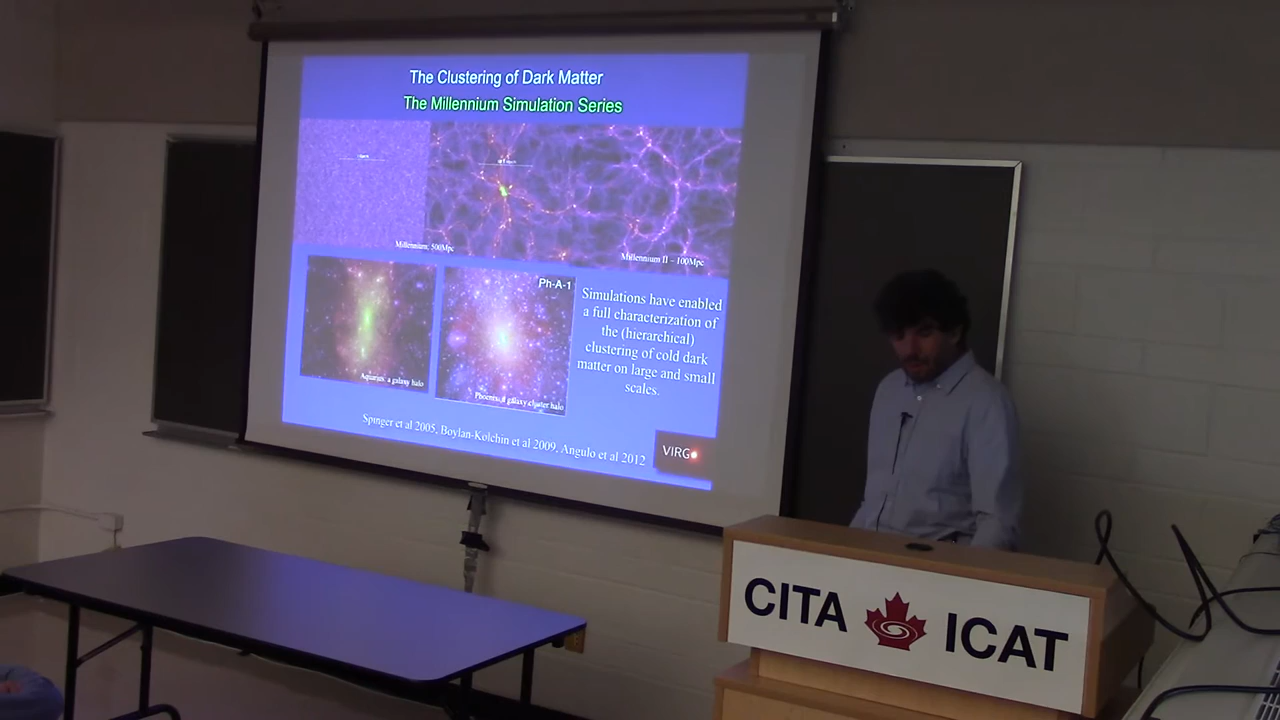 The Clustering of Dark Matter
The Millennium Simulation Series
Millennium, 500Mpc
Millennium II – 100Mpc
Aquarius: a galaxy halo
Ph-A-1
Phoenix: a galaxy cluster halo
Simulations have enabled
a full characterization of
the (hierarchical)
clustering of cold dark
matter on large and small
scales.
Spinger et al 2005, Boylan-Kolchin et al 2009, Angulo et al 2012
VIRG
CITA ICAT